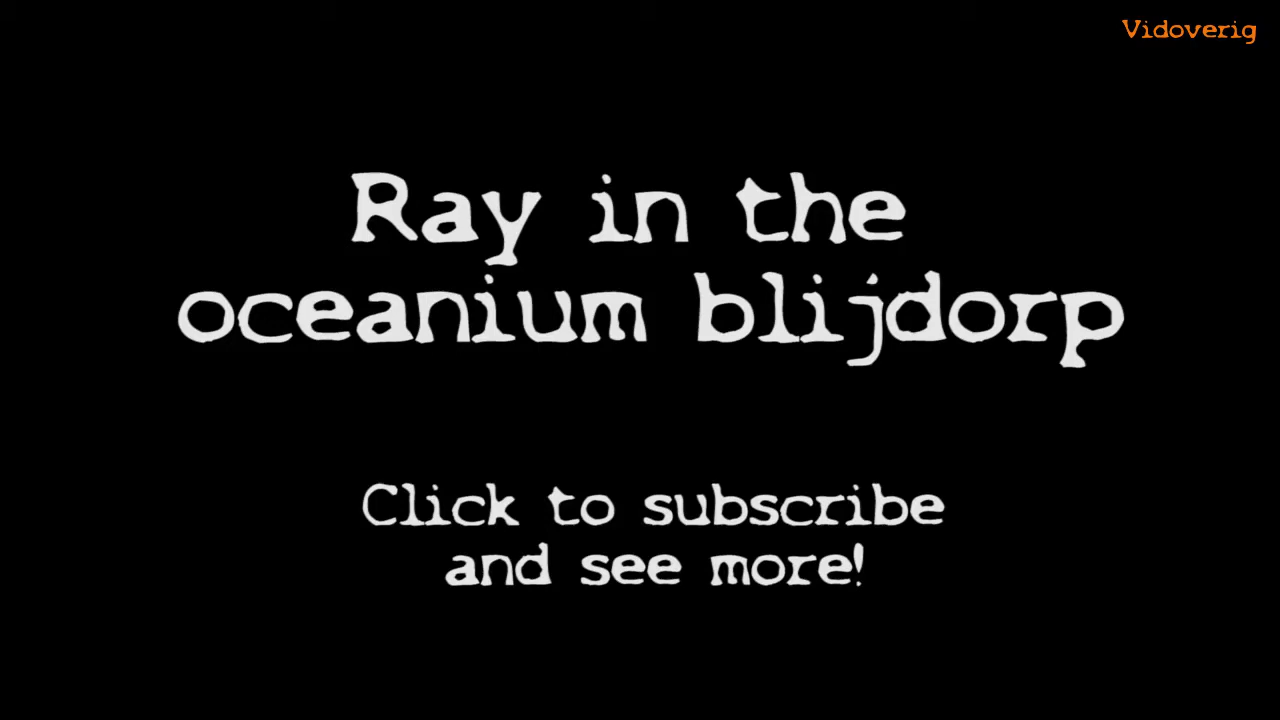 Vidoverig
Ray in the
oceanium blijdorp
Click to subscribe
and see more!